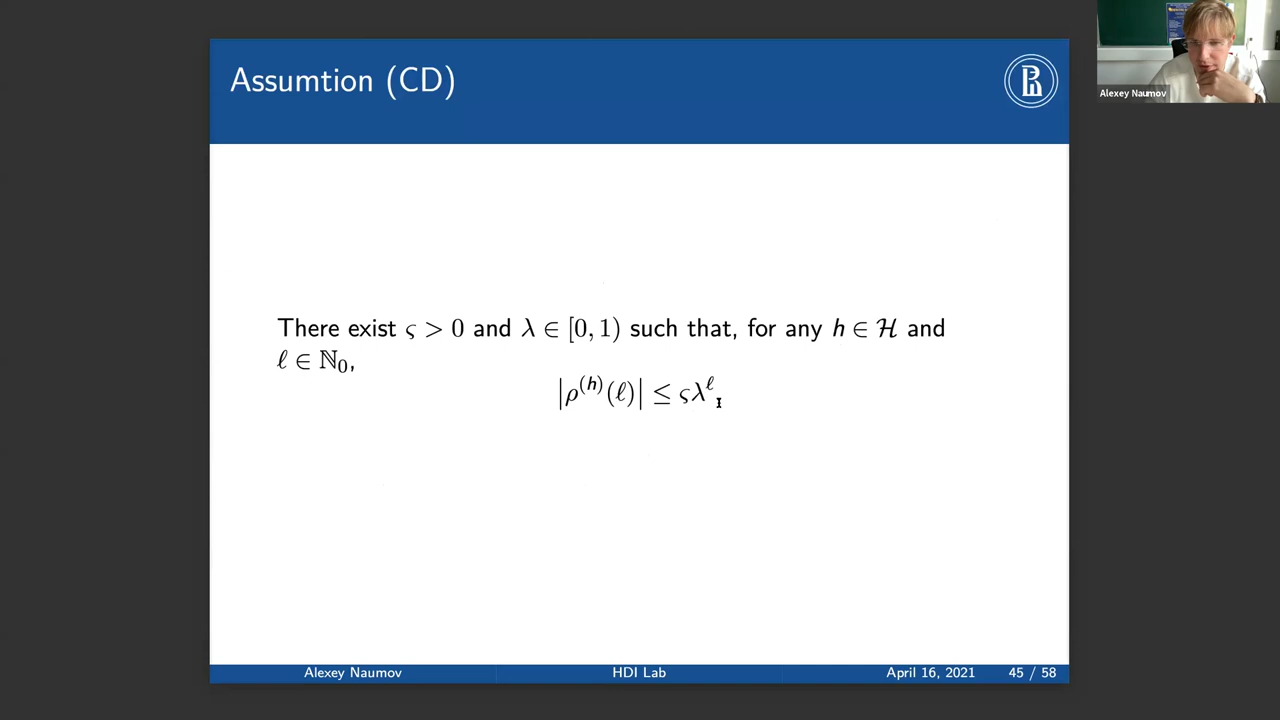 Assumtion (CD)
Alexey Naumov
There exist ς > 0 and λ ∈ [0, 1) such that, for any h ∈ ℋ and
ℓ ∈ ℕ₀,
|ρ⁽ʰ⁾(ℓ)| ≤ ςλ^ℓ.
Alexey Naumov HDI Lab April 16, 2021 45 / 58